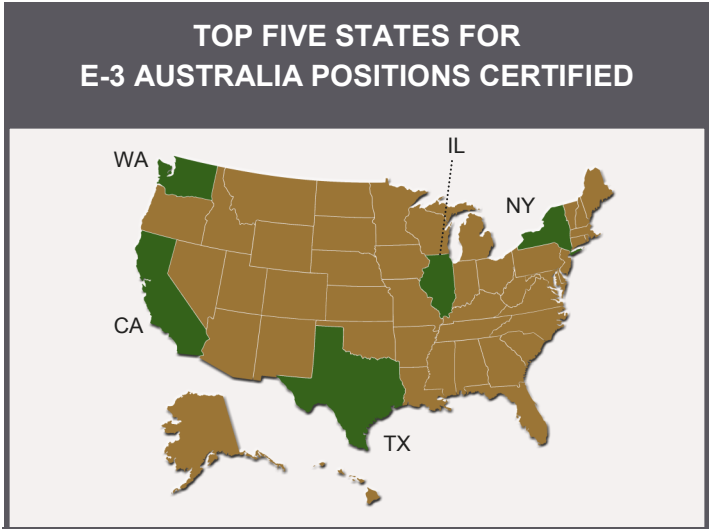 TOP FIVE STATES FOR
E-3 AUSTRALIA POSITIONS CERTIFIED
IL
WA
NY
CA
TX